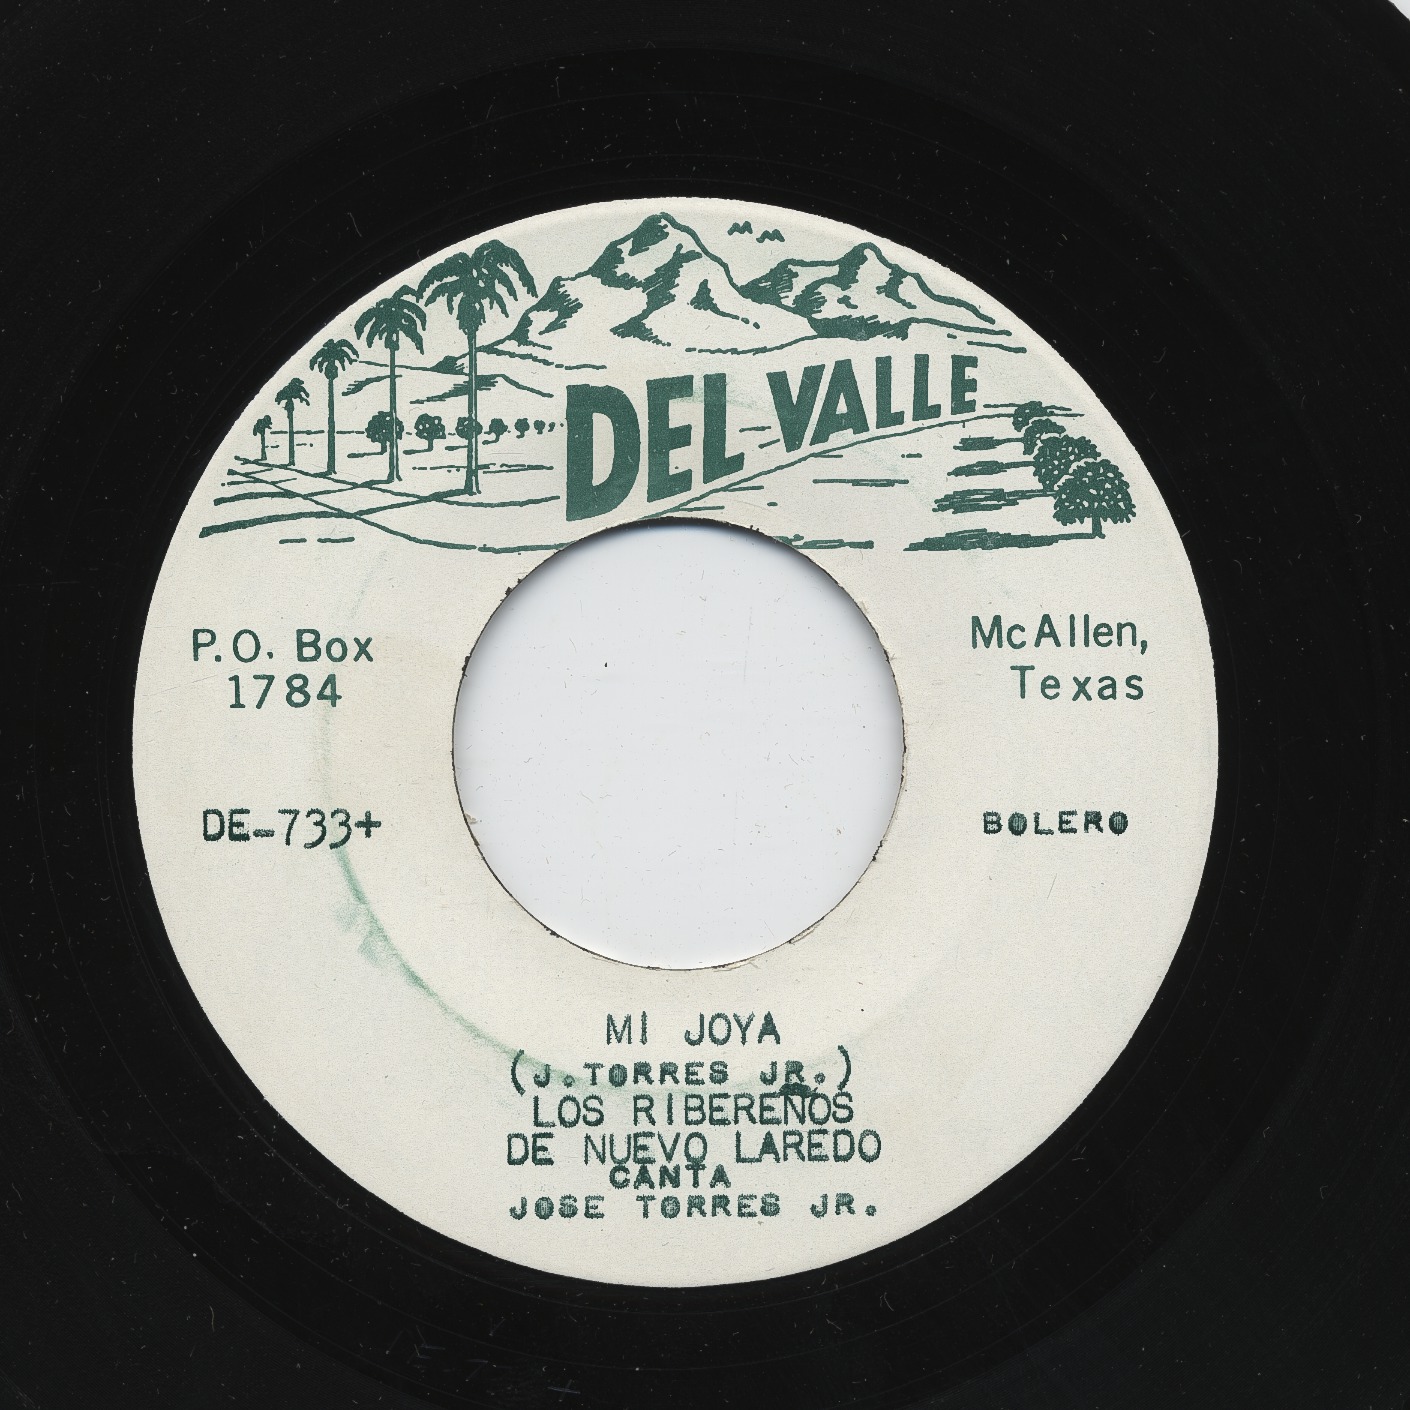 DEL VALLE
P.O. Box
1784
McAllen,
Texas
DE-733+
BOLERO
MI JOYA
(J.TORRES JR.)
LOS RIBEREÑOS
DE NUEVO LAREDO
CANTA
JOSE TORRES JR.